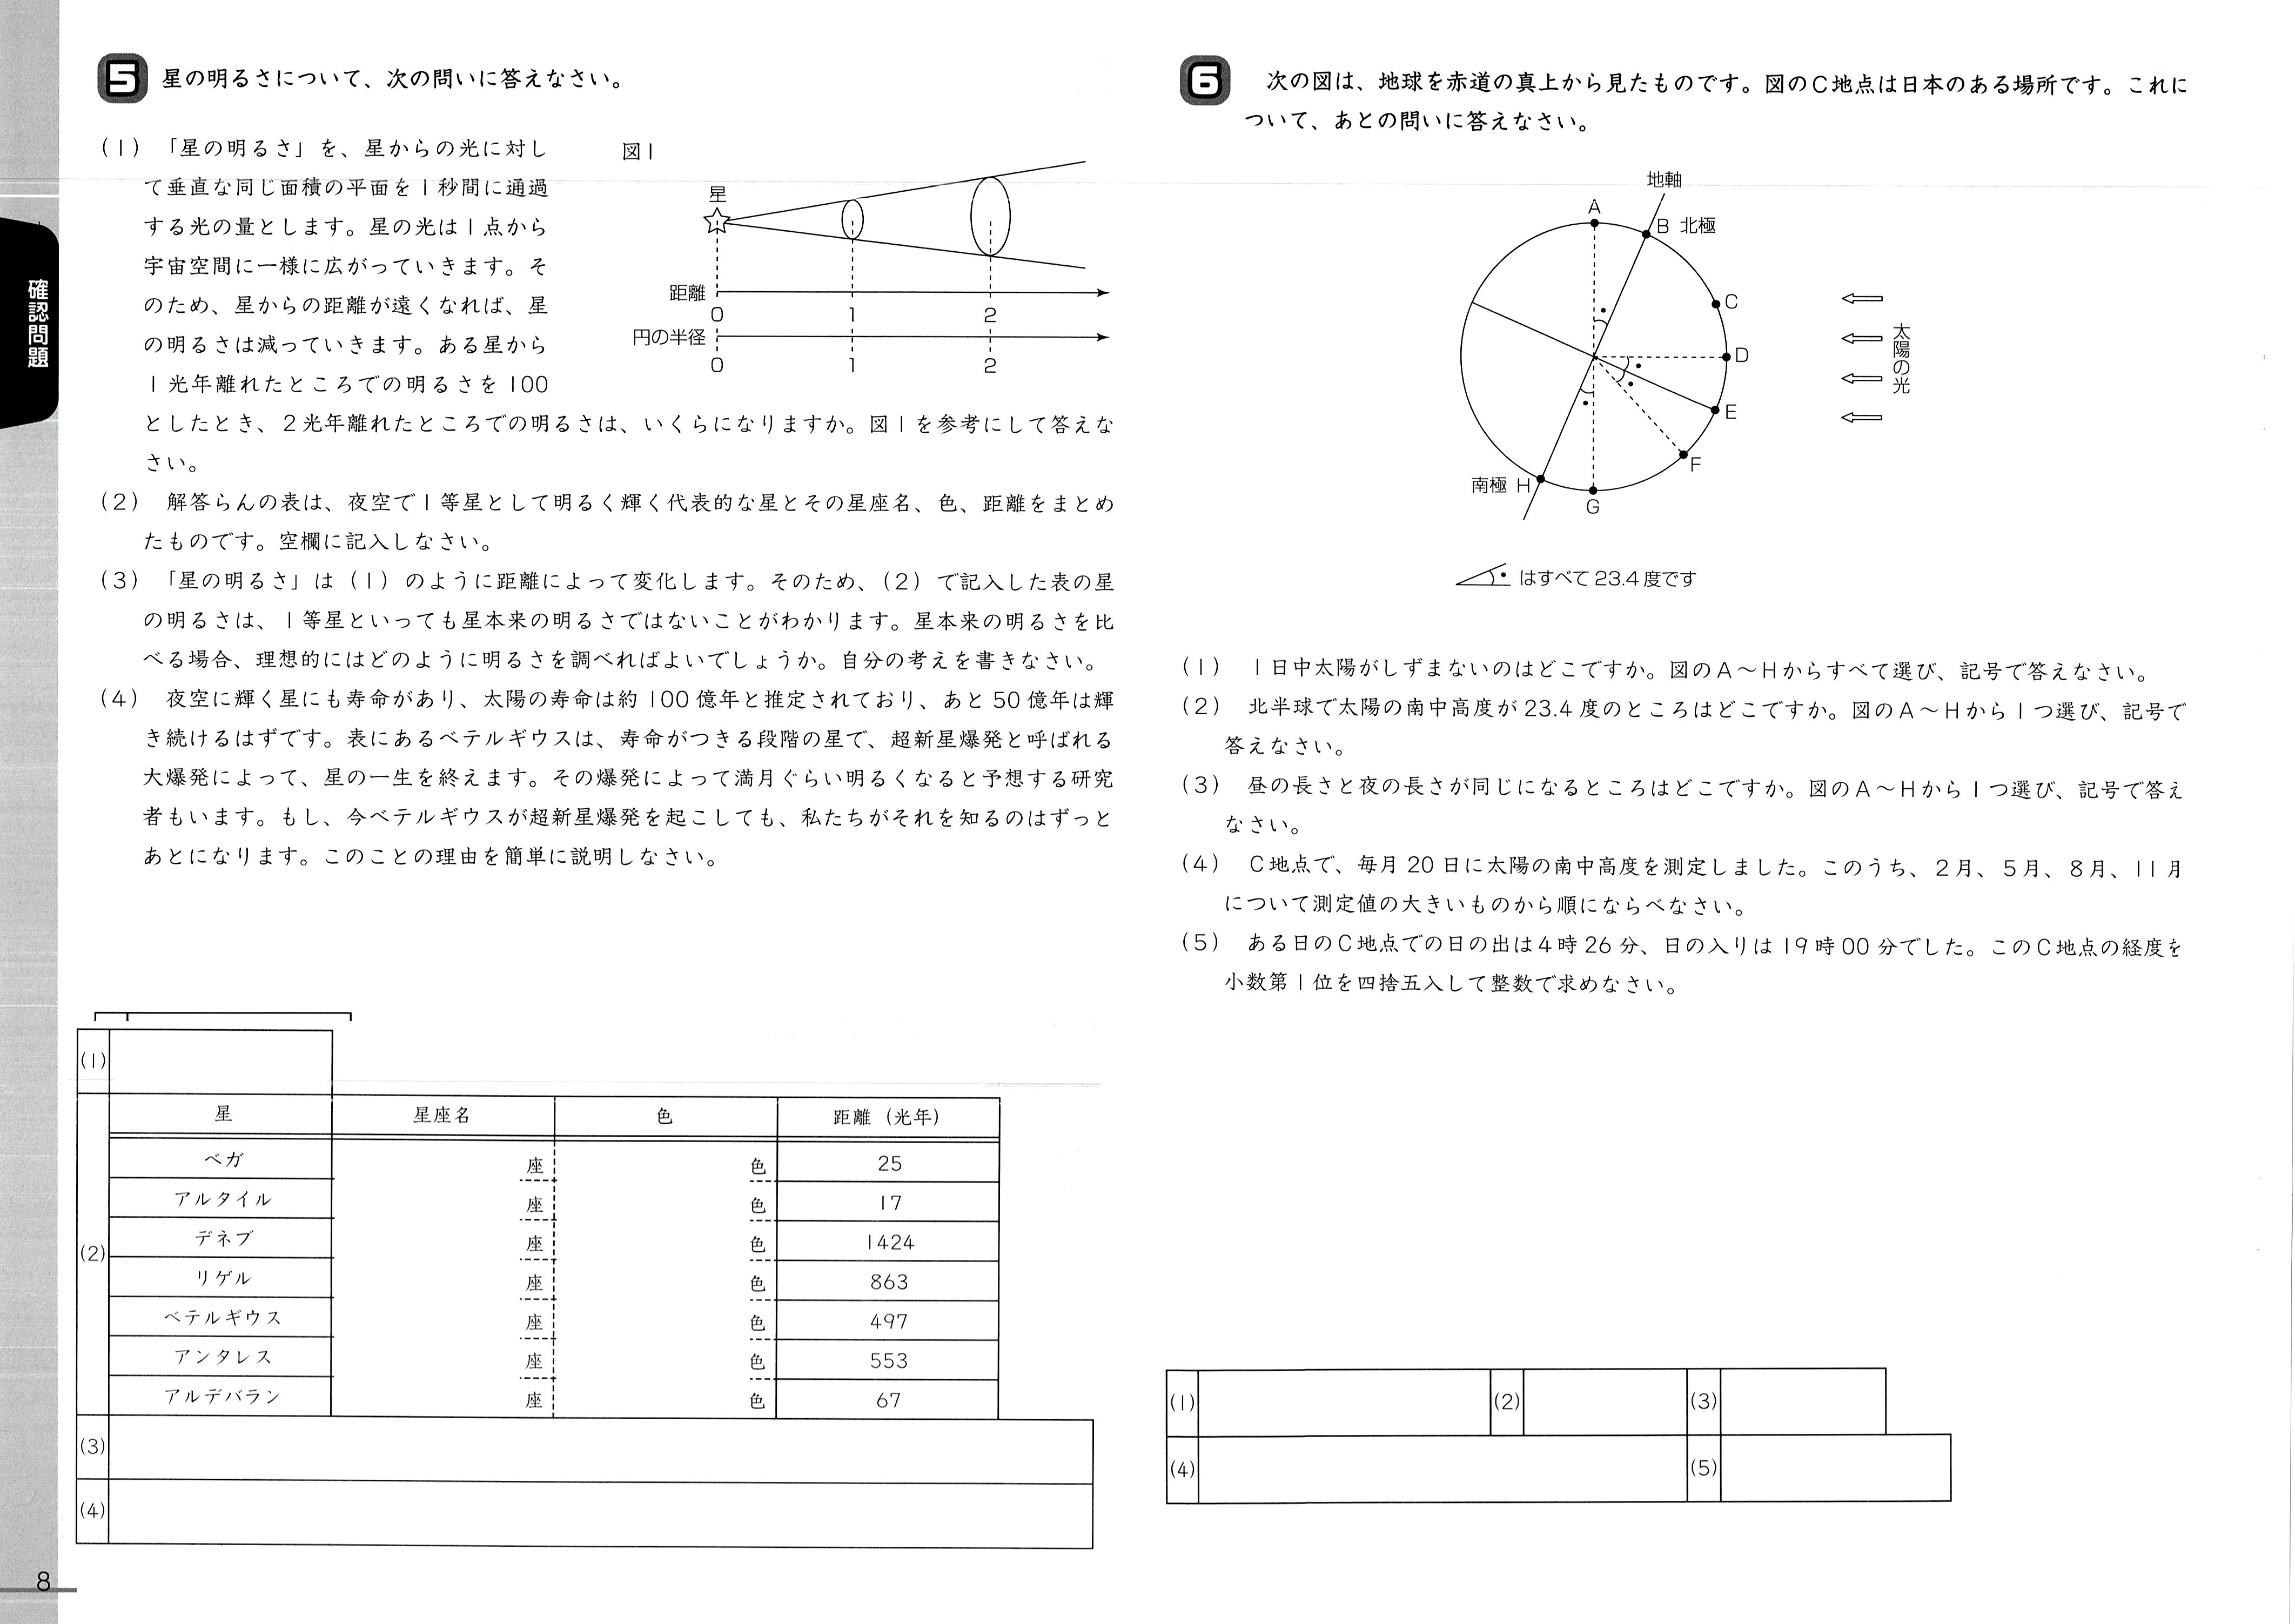 確認問題
5 星の明るさについて、次の問いに答えなさい。
(1) 「星の明るさ」を、星からの光に対し
て垂直な同じ面積の平面を1秒間に通過
する光の量とします。星の光は1点から
宇宙空間に一様に広がっていきます。そ
のため、星からの距離が遠くなれば、星
の明るさは減っていきます。ある星から
1光年離れたところでの明るさを100
としたとき、2光年離れたところでの明るさは、いくらになりますか。図1を参考にして答えな
さい。
図1
星
距離
0 1 2
円の半径
0 1 2
(2) 解答らんの表は、夜空で1等星として明るく輝く代表的な星とその星座名、色、距離をまとめ
たものです。空欄に記入しなさい。
(3) 「星の明るさ」は(1)のように距離によって変化します。そのため、(2)で記入した表の星
の明るさは、1等星といっても星本来の明るさではないことがわかります。星本来の明るさを比
べる場合、理想的にはどのように明るさを調べればよいでしょうか。自分の考えを書きなさい。
(4) 夜空に輝く星にも寿命があり、太陽の寿命は約100億年と推定されており、あと50億年は輝
き続けるはずです。表にあるベテルギウスは、寿命がつきる段階の星で、超新星爆発と呼ばれる
大爆発によって、星の一生を終えます。その爆発によって満月ぐらい明るくなると予想する研究
者もいます。もし、今ベテルギウスが超新星爆発を起こしても、私たちがそれを知るのはずっと
あとになります。このことの理由を簡単に説明しなさい。
(1)
(2)
星 星座名 色 距離(光年)
ベガ 座 色 25
アルタイル 座 色 17
デネブ 座 色 1424
リゲル 座 色 863
ベテルギウス 座 色 497
アンタレス 座 色 553
アルデバラン 座 色 67
(3)
(4)
8
6 次の図は、地球を赤道の真上から見たものです。図のC地点は日本のある場所です。これに
ついて、あとの問いに答えなさい。
地軸
A
B 北極
C
D
E
F
G
南極 H
太陽の光
はすべて23.4度です
(1) 1日中太陽がしずまないのはどこですか。図のA~Hからすべて選び、記号で答えなさい。
(2) 北半球で太陽の南中高度が23.4度のところはどこですか。図のA~Hから1つ選び、記号で
答えなさい。
(3) 昼の長さと夜の長さが同じになるところはどこですか。図のA~Hから1つ選び、記号で答え
なさい。
(4) C地点で、毎月20日に太陽の南中高度を測定しました。このうち、2月、5月、8月、11月
について測定値の大きいものから順にならべなさい。
(5) ある日のC地点での日の出は4時26分、日の入りは19時00分でした。このC地点の経度を
小数第1位を四捨五入して整数で求めなさい。
(1) (2) (3)
(4) (5)